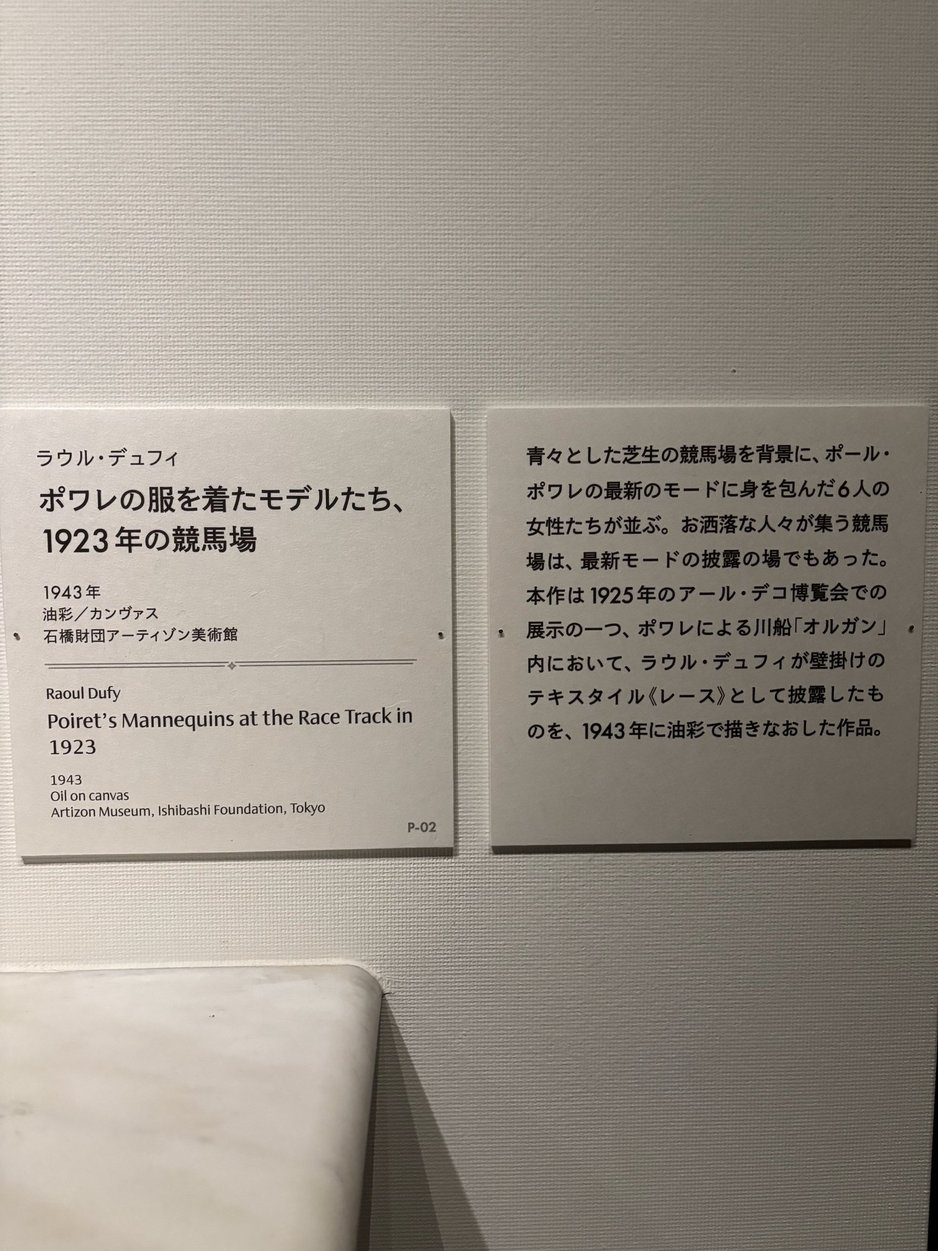 ラウル・デュフィ
ポワレの服を着たモデルたち、
1923年の競馬場
1943年
油彩／カンヴァス
石橋財団アーティゾン美術館
Raoul Dufy
Poiret's Mannequins at the Race Track in
1923
1943
Oil on canvas
Artizon Museum, Ishibashi Foundation, Tokyo
P-02
青々とした芝生の競馬場を背景に、ポール・
ポワレの最新のモードに身を包んだ6人の
女性たちが並ぶ。お洒落な人々が集う競馬
場は、最新モードの披露の場でもあった。
本作は1925年のアール・デコ博覧会での
展示の一つ、ポワレによる川船「オルガン」
内において、ラウル・デュフィが壁掛けの
テキスタイル《レース》として披露したも
のを、1943年に油彩で描きなおした作品。